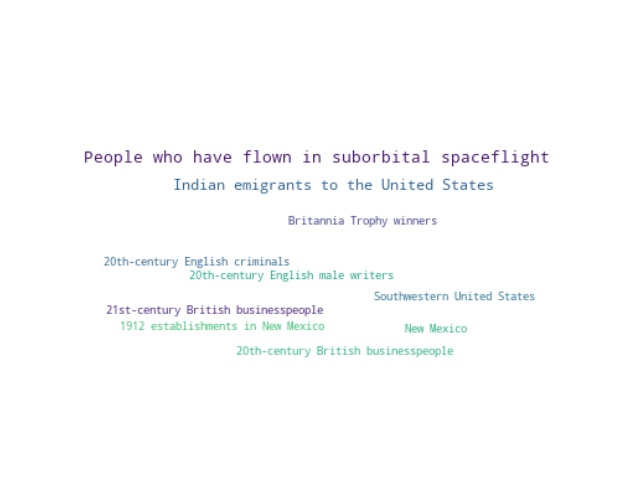 People who have flown in suborbital spaceflight
Indian emigrants to the United States
Britannia Trophy winners
20th-century English criminals
20th-century English male writers
Southwestern United States
21st-century British businesspeople
1912 establishments in New Mexico
New Mexico
20th-century British businesspeople